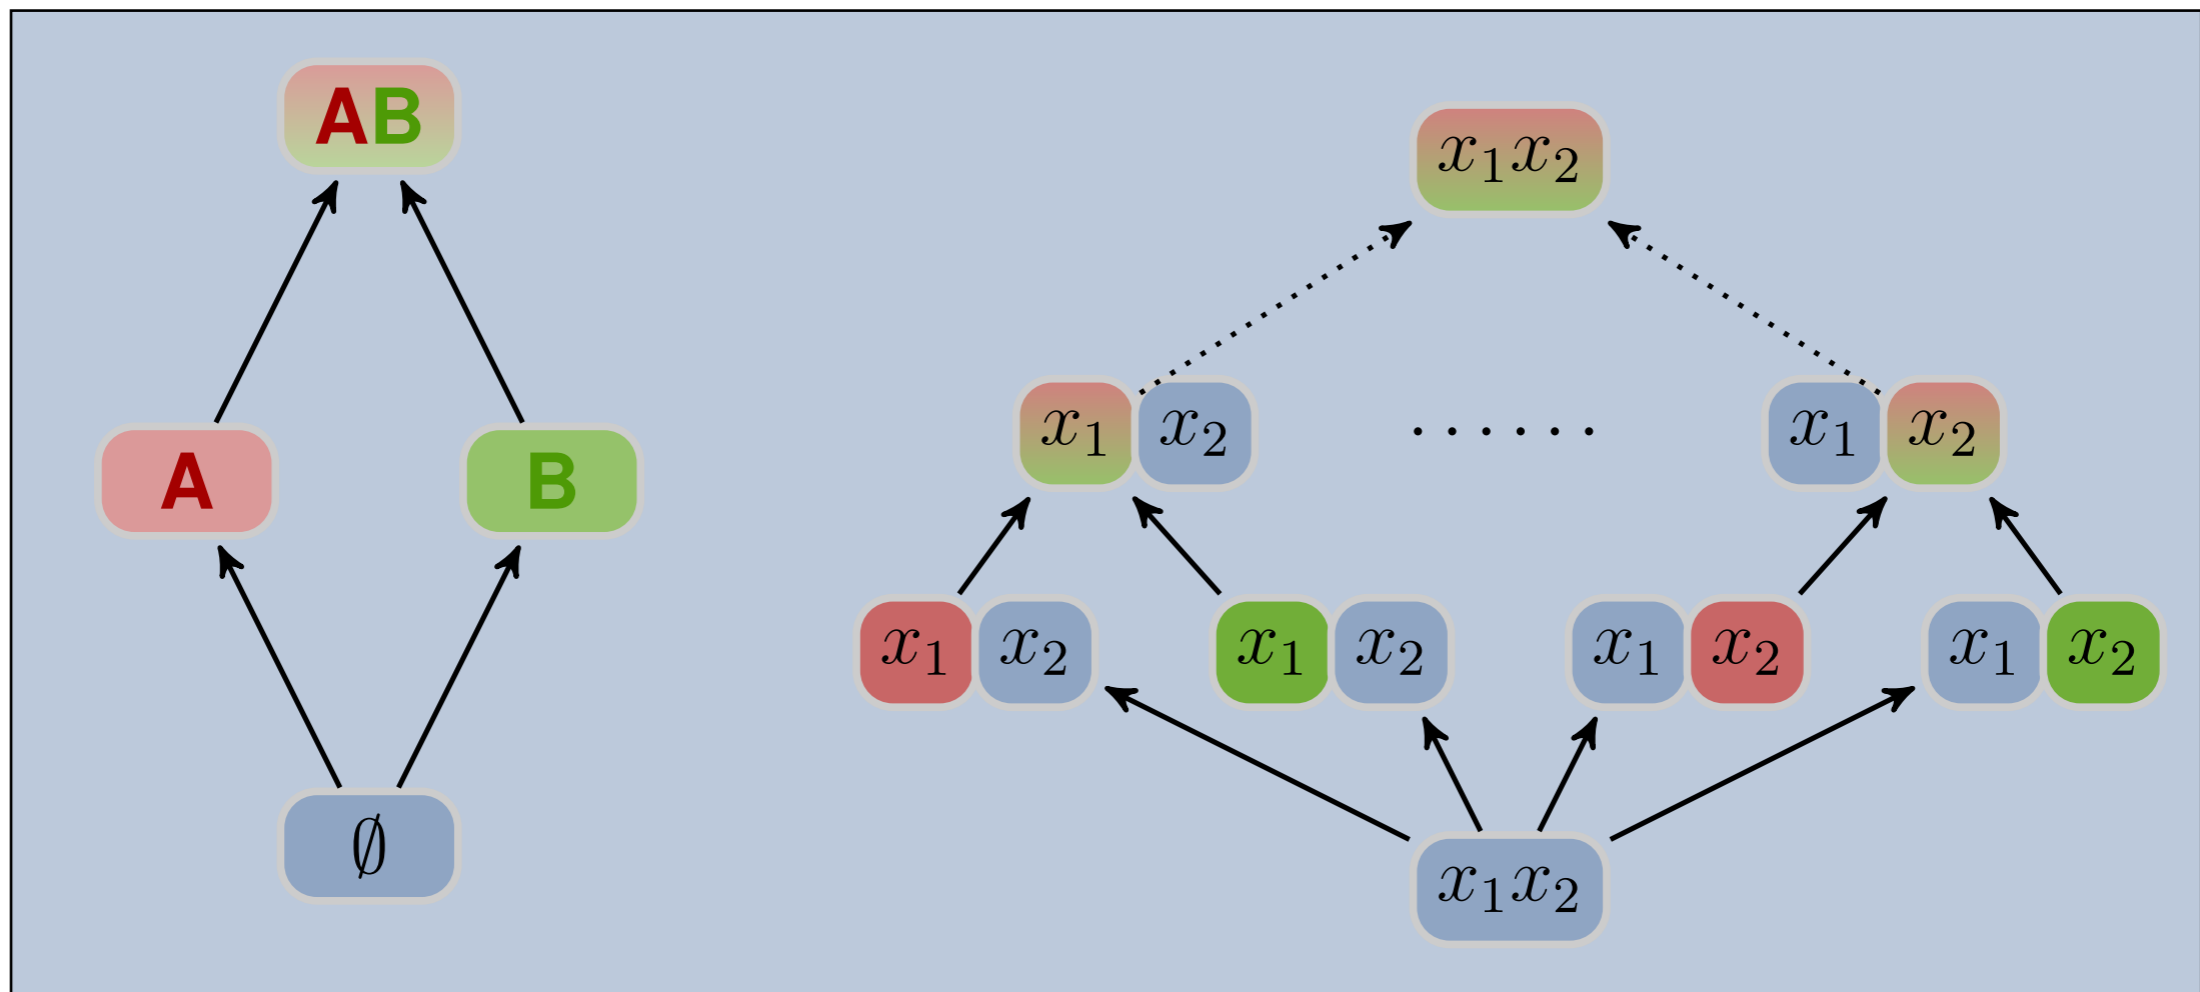 AB
A B
∅
x₁x₂
x₁ x₂ ...... x₁ x₂
x₁ x₂ x₁ x₂ x₁ x₂ x₁ x₂
x₁x₂